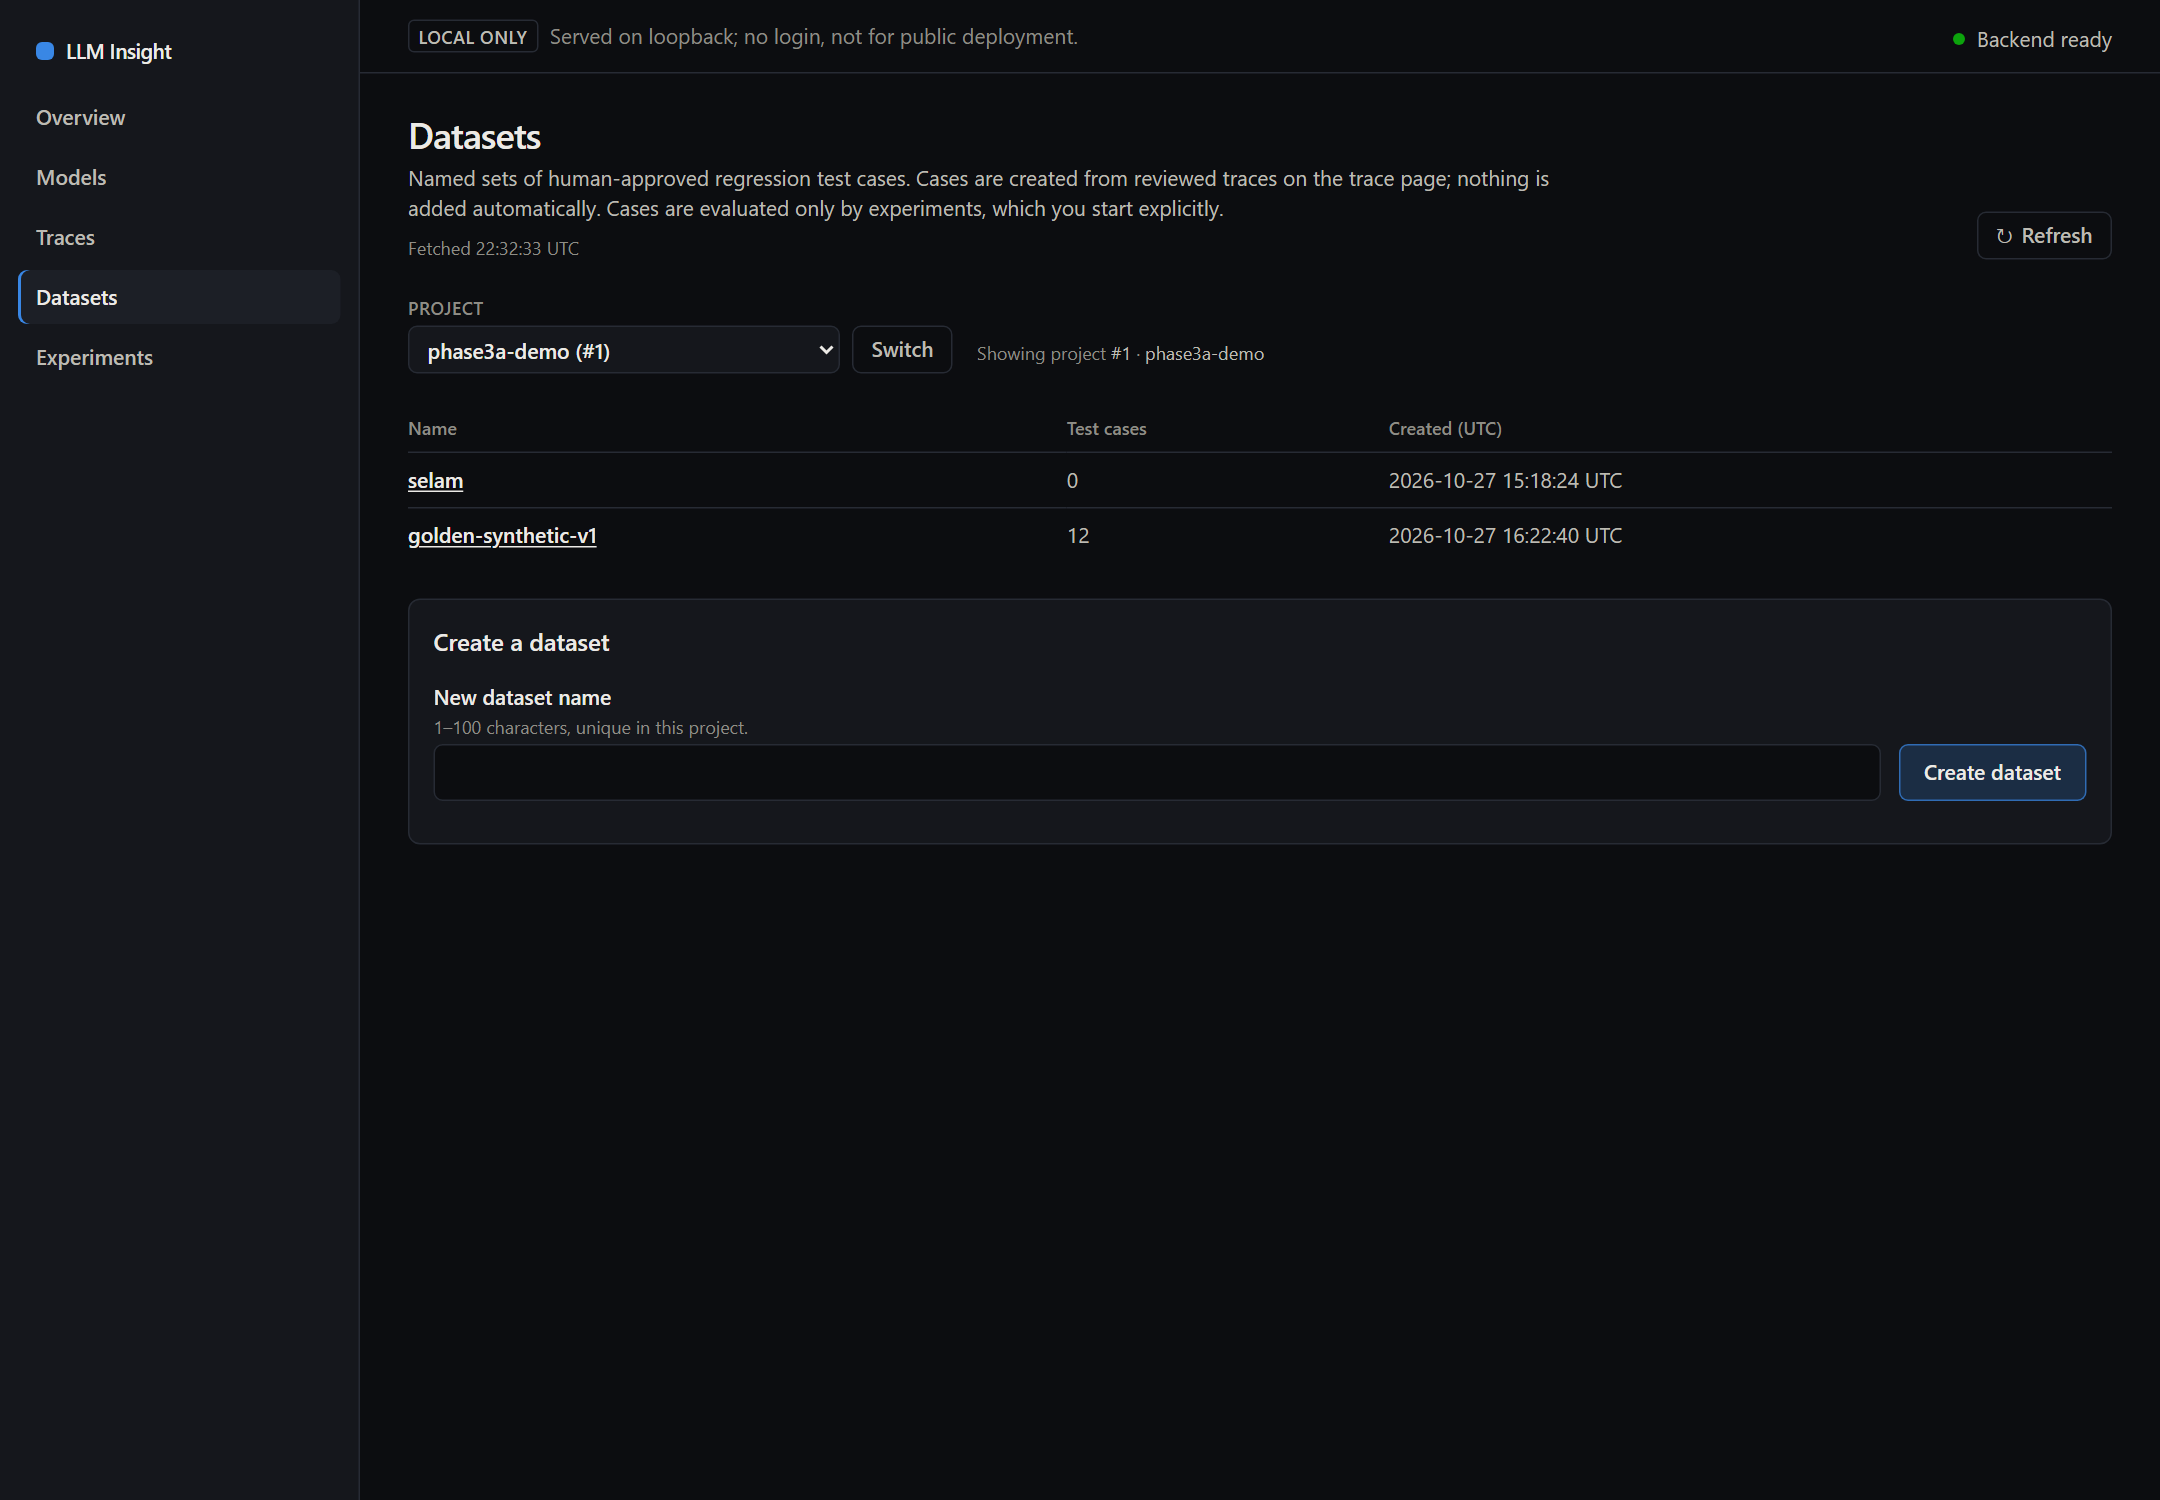 LLM Insight
Overview
Models
Traces
Datasets
Experiments
LOCAL ONLY Served on loopback; no login, not for public deployment.
Backend ready
Datasets
Named sets of human-approved regression test cases. Cases are created from reviewed traces on the trace page; nothing is
added automatically. Cases are evaluated only by experiments, which you start explicitly.
Fetched 22:32:33 UTC
↻ Refresh
PROJECT
phase3a-demo (#1) Switch Showing project #1 · phase3a-demo
Name Test cases Created (UTC)
selam 0 2026-10-27 15:18:24 UTC
golden-synthetic-v1 12 2026-10-27 16:22:40 UTC
Create a dataset
New dataset name
1–100 characters, unique in this project.
Create dataset